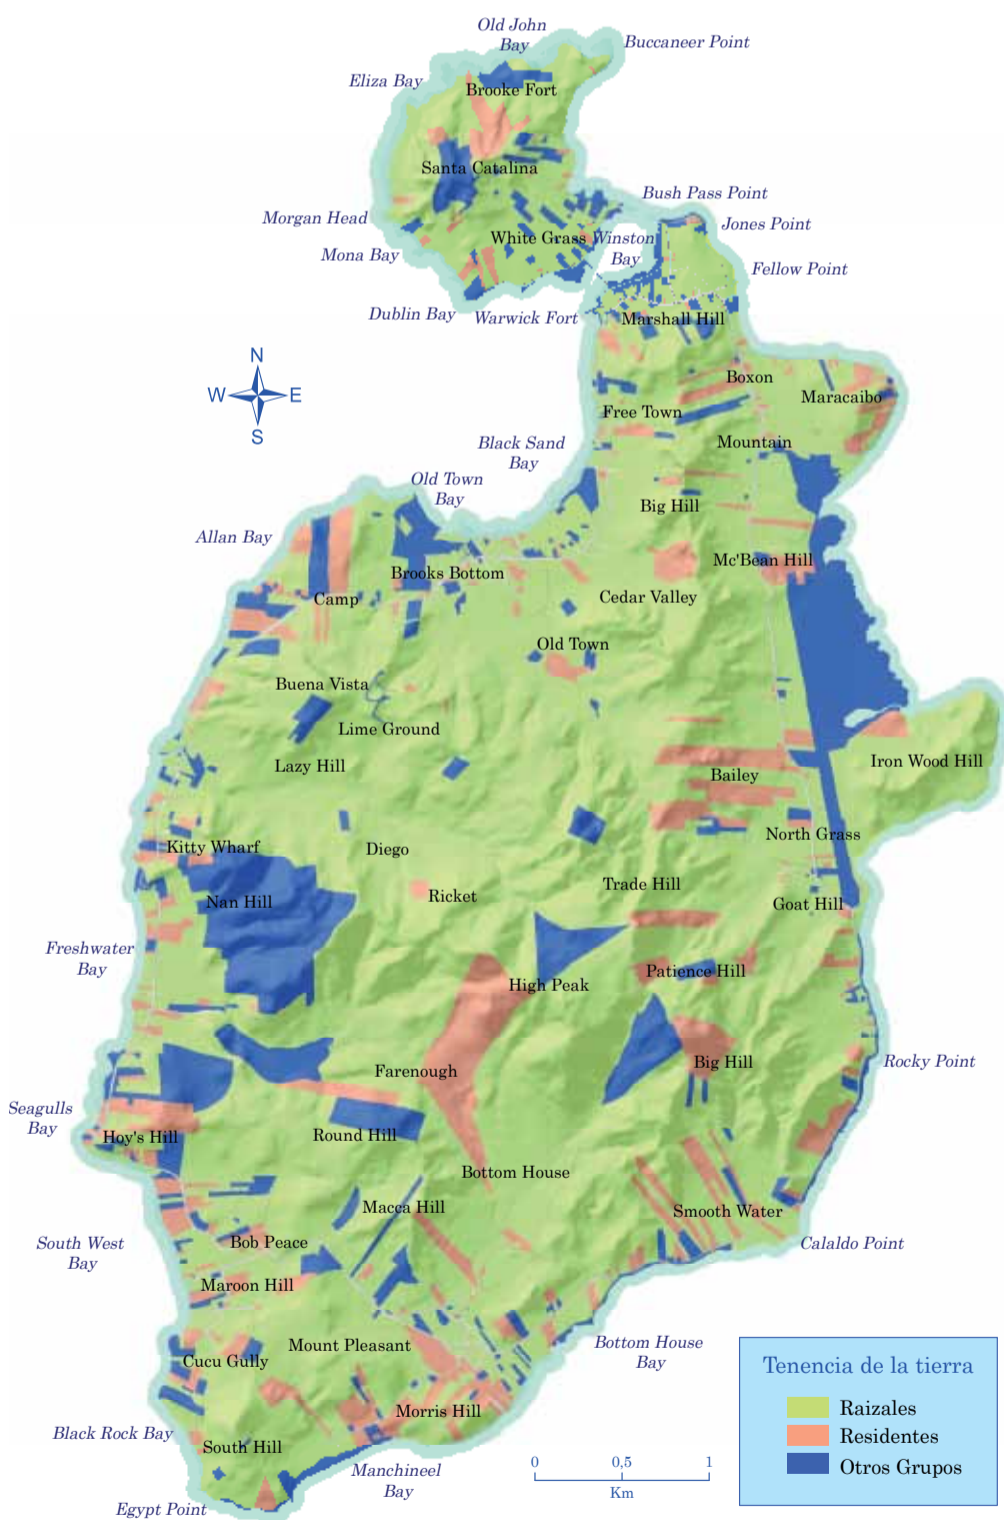 Old John
Bay
Buccaneer Point
Eliza Bay
Brooke Fort
Santa Catalina
Bush Pass Point
Morgan Head
Jones Point
White Grass
Winston
Bay
Mona Bay
Fellow Point
Dublin Bay
Warwick Fort
Marshall Hill
N
W
E
S
Boxon
Maracaibo
Free Town
Black Sand
Bay
Mountain
Old Town
Bay
Big Hill
Allan Bay
Mc'Bean Hill
Brooks Bottom
Camp
Cedar Valley
Old Town
Buena Vista
Lime Ground
Lazy Hill
Iron Wood Hill
Bailey
North Grass
Kitty Wharf
Diego
Trade Hill
Ricket
Nan Hill
Goat Hill
Freshwater
Bay
Patience Hill
High Peak
Farenough
Big Hill
Rocky Point
Seagulls
Bay
Hoy's Hill
Round Hill
Bottom House
Macca Hill
Smooth Water
South West
Bay
Bob Peace
Calaldo Point
Maroon Hill
Mount Pleasant
Bottom House
Bay
Cucu Gully
Morris Hill
Black Rock Bay
South Hill
Manchineel
Bay
Egypt Point
0
0,5
1
Km
Tenencia de la tierra
Raizales
Residentes
Otros Grupos